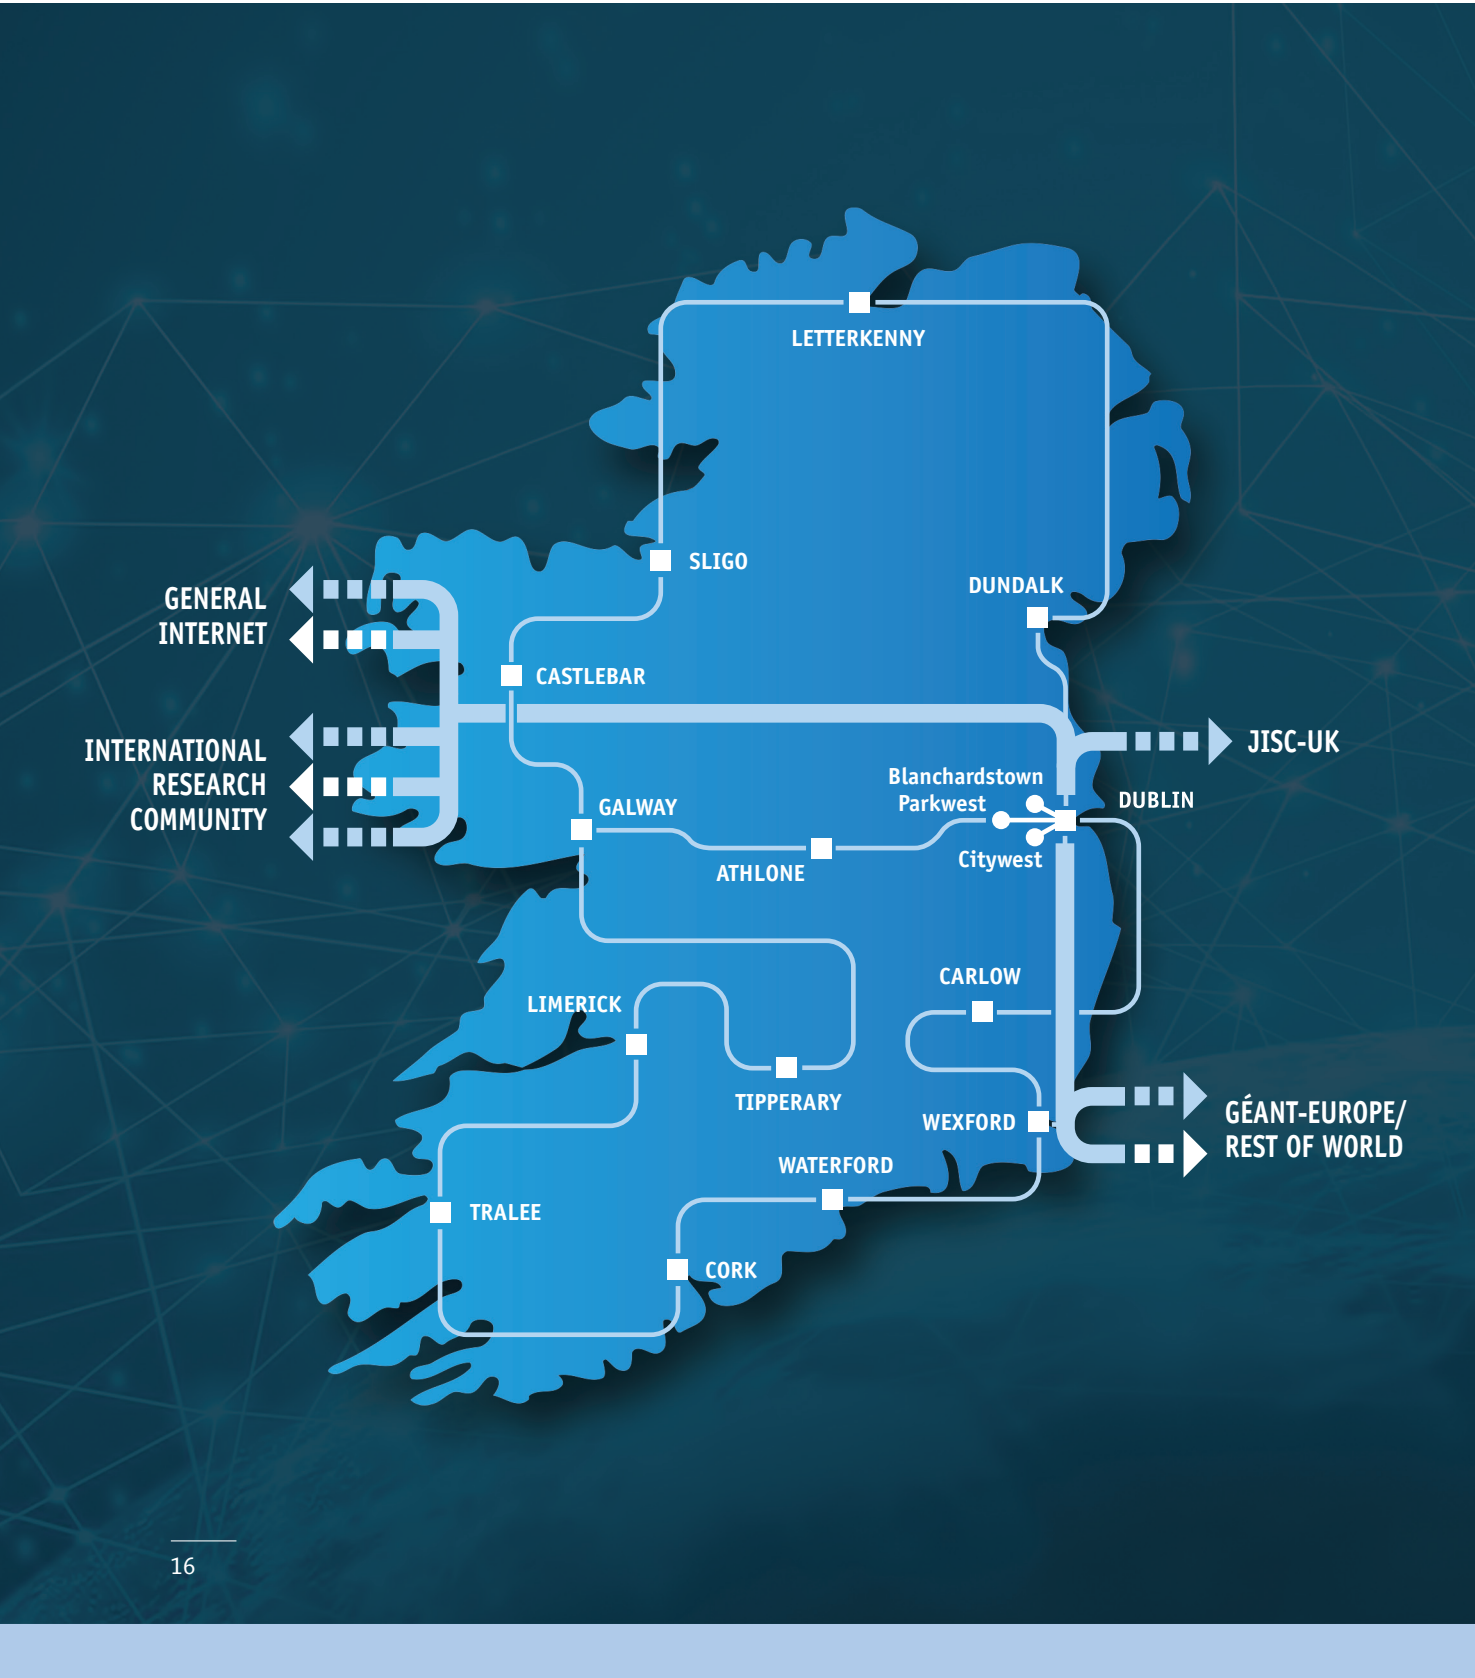 LETTERKENNY
SLIGO
DUNDALK
GENERAL
INTERNET
CASTLEBAR
INTERNATIONAL
RESEARCH
COMMUNITY
JISC-UK
Blanchardstown
Parkwest
DUBLIN
GALWAY
Citywest
ATHLONE
CARLOW
LIMERICK
TIPPERARY
WEXFORD
GÉANT-EUROPE/
REST OF WORLD
WATERFORD
TRALEE
CORK
16